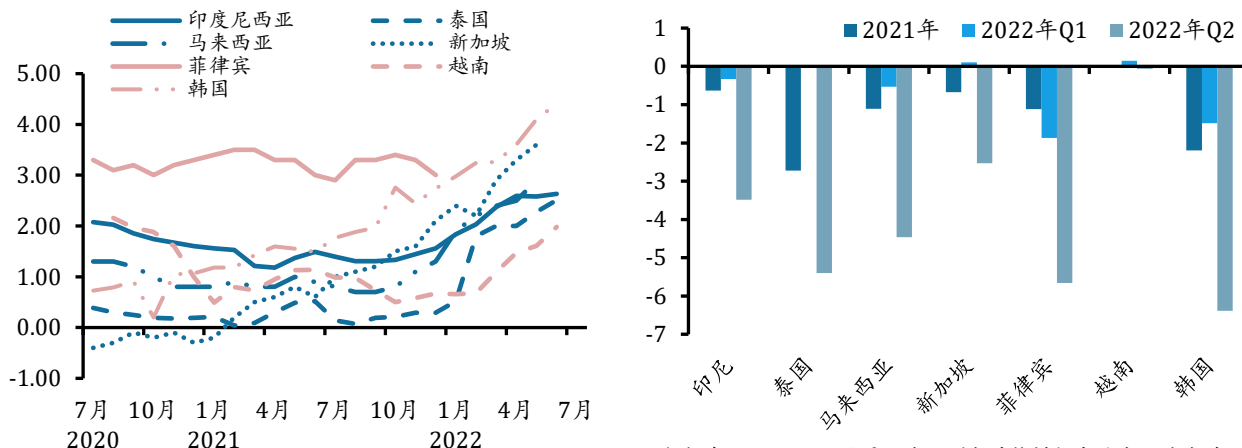 印度尼西亚
泰国
马来西亚
新加坡
菲律宾
越南
韩国
5.00
4.00
3.00
2.00
1.00
0.00
-1.00
7月 10月 1月 4月 7月 10月 1月 4月 7月
2020 2021 2022
2021年 2022年Q1 2022年Q2
1
0
-1
-2
-3
-4
-5
-6
-7
印尼
泰国
马来西亚
新加坡
菲律宾
越南
韩国